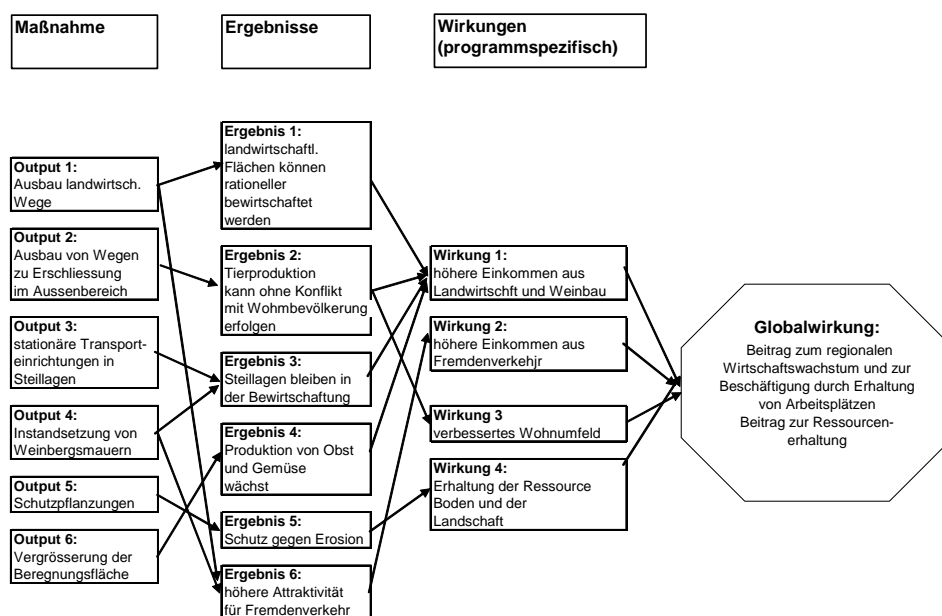 Maßnahme
Ergebnisse
Wirkungen
(programmspezifisch)
Output 1:
Ausbau landwirtsch.
Wege
Output 2:
Ausbau von Wegen
zu Erschliessung
im Aussenbereich
Output 3:
stationäre Transport-
einrichtungen in
Steillagen
Output 4:
Instandsetzung von
Weinbergsmauern
Output 5:
Schutzpflanzungen
Output 6:
Vergrösserung der
Beregnungsfläche
Ergebnis 1:
landwirtschaftl.
Flächen können
rationeller
bewirtschaftet
werden
Ergebnis 2:
Tierproduktion
kann ohne Konflikt
mit Wohmbevölkerung
erfolgen
Ergebnis 3:
Steillagen bleiben in
der Bewirtschaftung
Ergebnis 4:
Produktion von Obst
und Gemüse
wächst
Ergebnis 5:
Schutz gegen Erosion
Ergebnis 6:
höhere Attraktivität
für Fremdenverkehr
Wirkung 1:
höhere Einkommen aus
Landwirtschft und Weinbau
Wirkung 2:
höhere Einkommen aus
Fremdenverkehjr
Wirkung 3
verbessertes Wohnumfeld
Wirkung 4:
Erhaltung der Ressource
Boden und der
Landschaft
Globalwirkung:
Beitrag zum regionalen
Wirtschaftswachstum und zur
Beschäftigung durch Erhaltung
von Arbeitsplätzen
Beitrag zur Ressourcen-
erhaltung